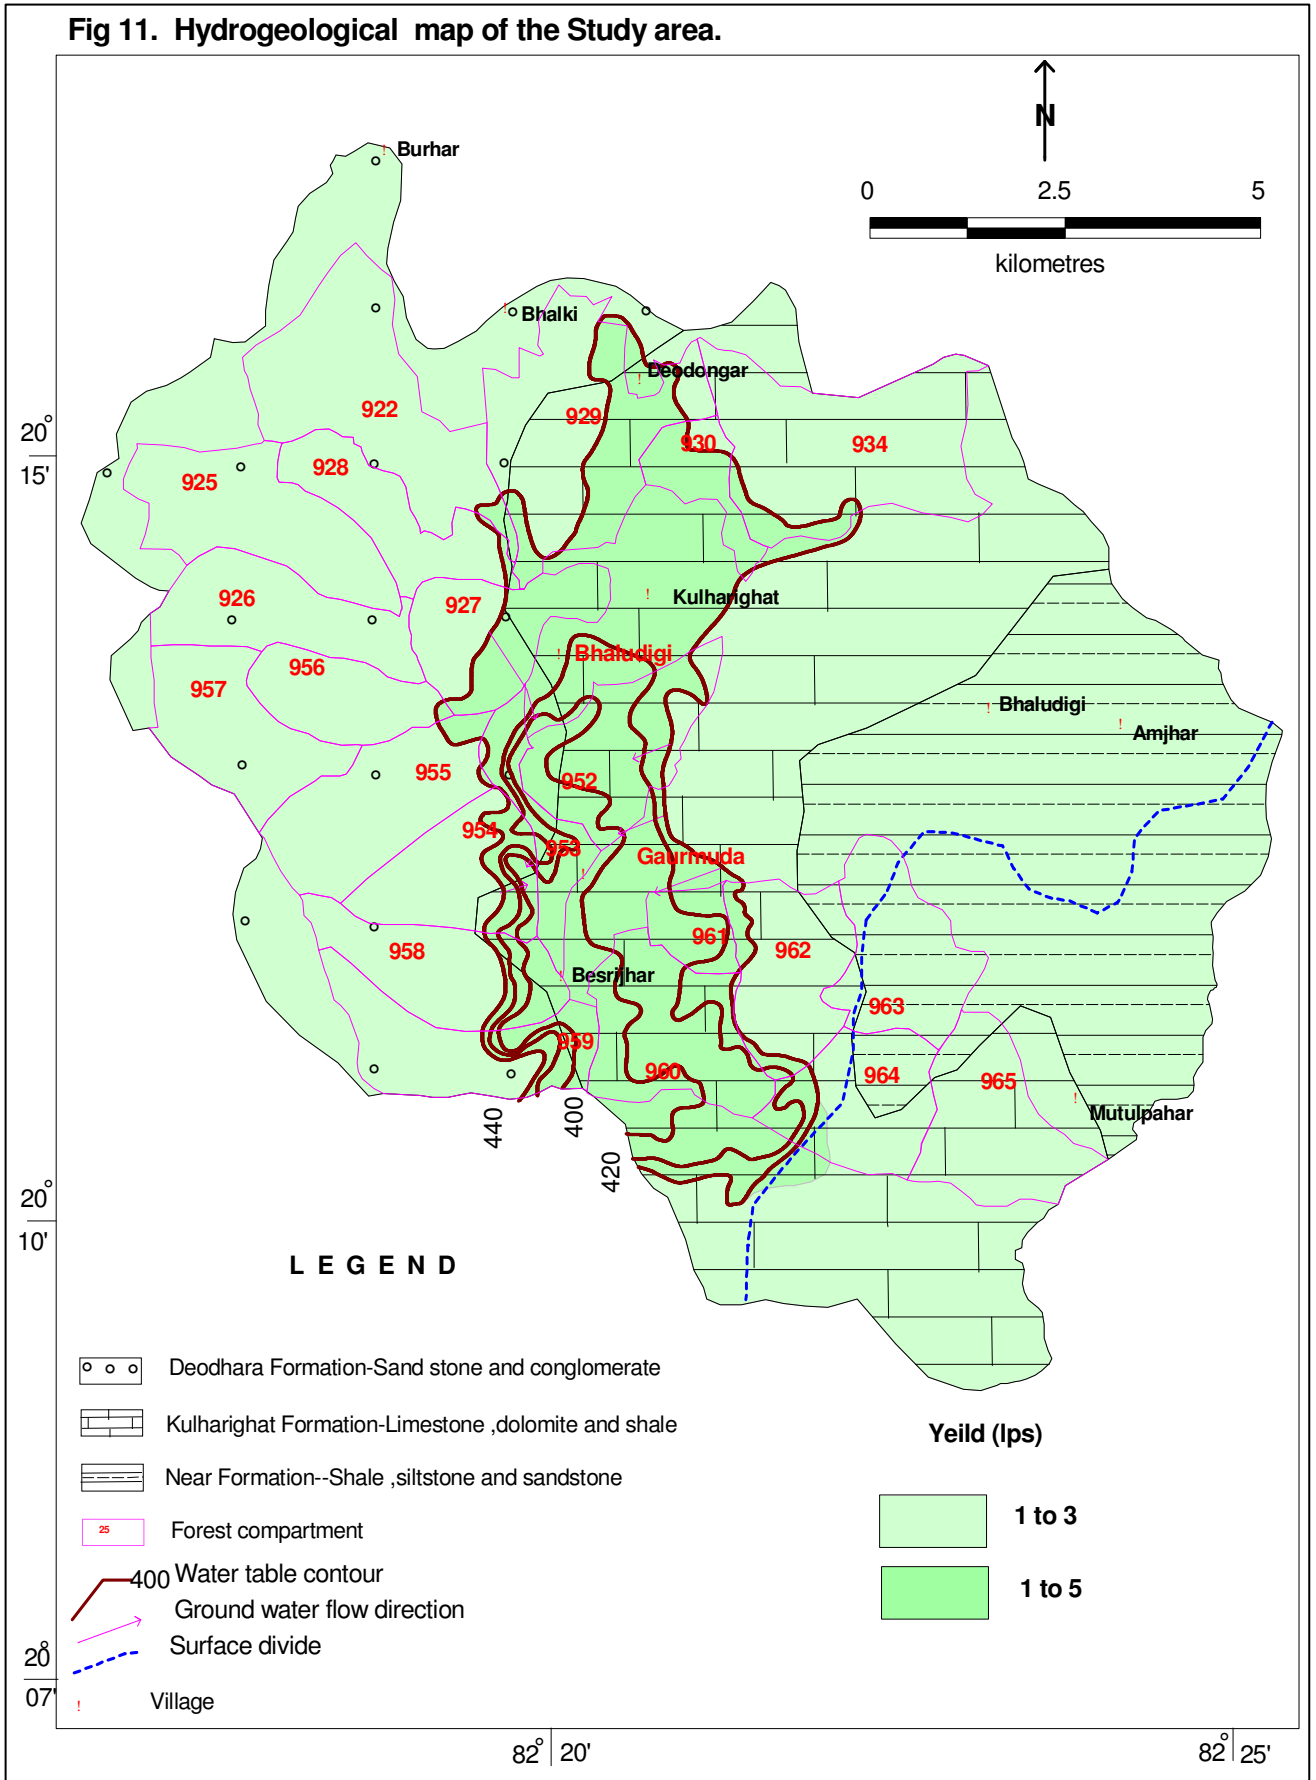 Fig 11. Hydrogeological map of the Study area.
N
0 2.5 5
kilometres
Burhar
Bhalki
Deodongar
922
929
930
934
20°
15'
928
925
926
927
Kulharighat
Bhaludigi
956
957
Bhaludigi
Amjhar
955
952
954
953
Gaurmuda
958
961
962
Besrijhar
963
959
960
964
965
Mutulpahar
440
400
420
20°
10'
LEGEND
Deodhara Formation-Sand stone and conglomerate
Kulharighat Formation-Limestone ,dolomite and shale
Near Formation--Shale ,siltstone and sandstone
25 Forest compartment
400 Water table contour
Ground water flow direction
Surface divide
Village
Yeild (lps)
1 to 3
1 to 5
20°
07'
82° 20'
82° 25'